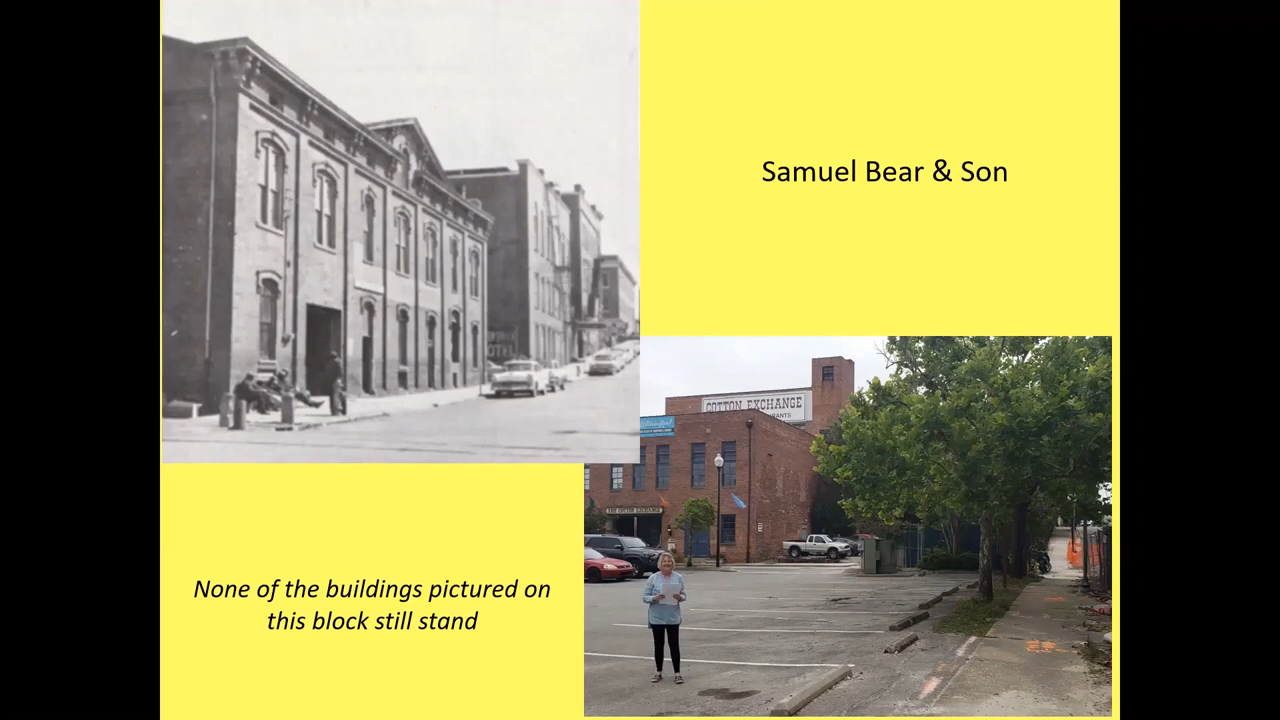 Samuel Bear & Son
COTTON EXCHANGE
THE COTTON EXCHANGE
None of the buildings pictured on
this block still stand